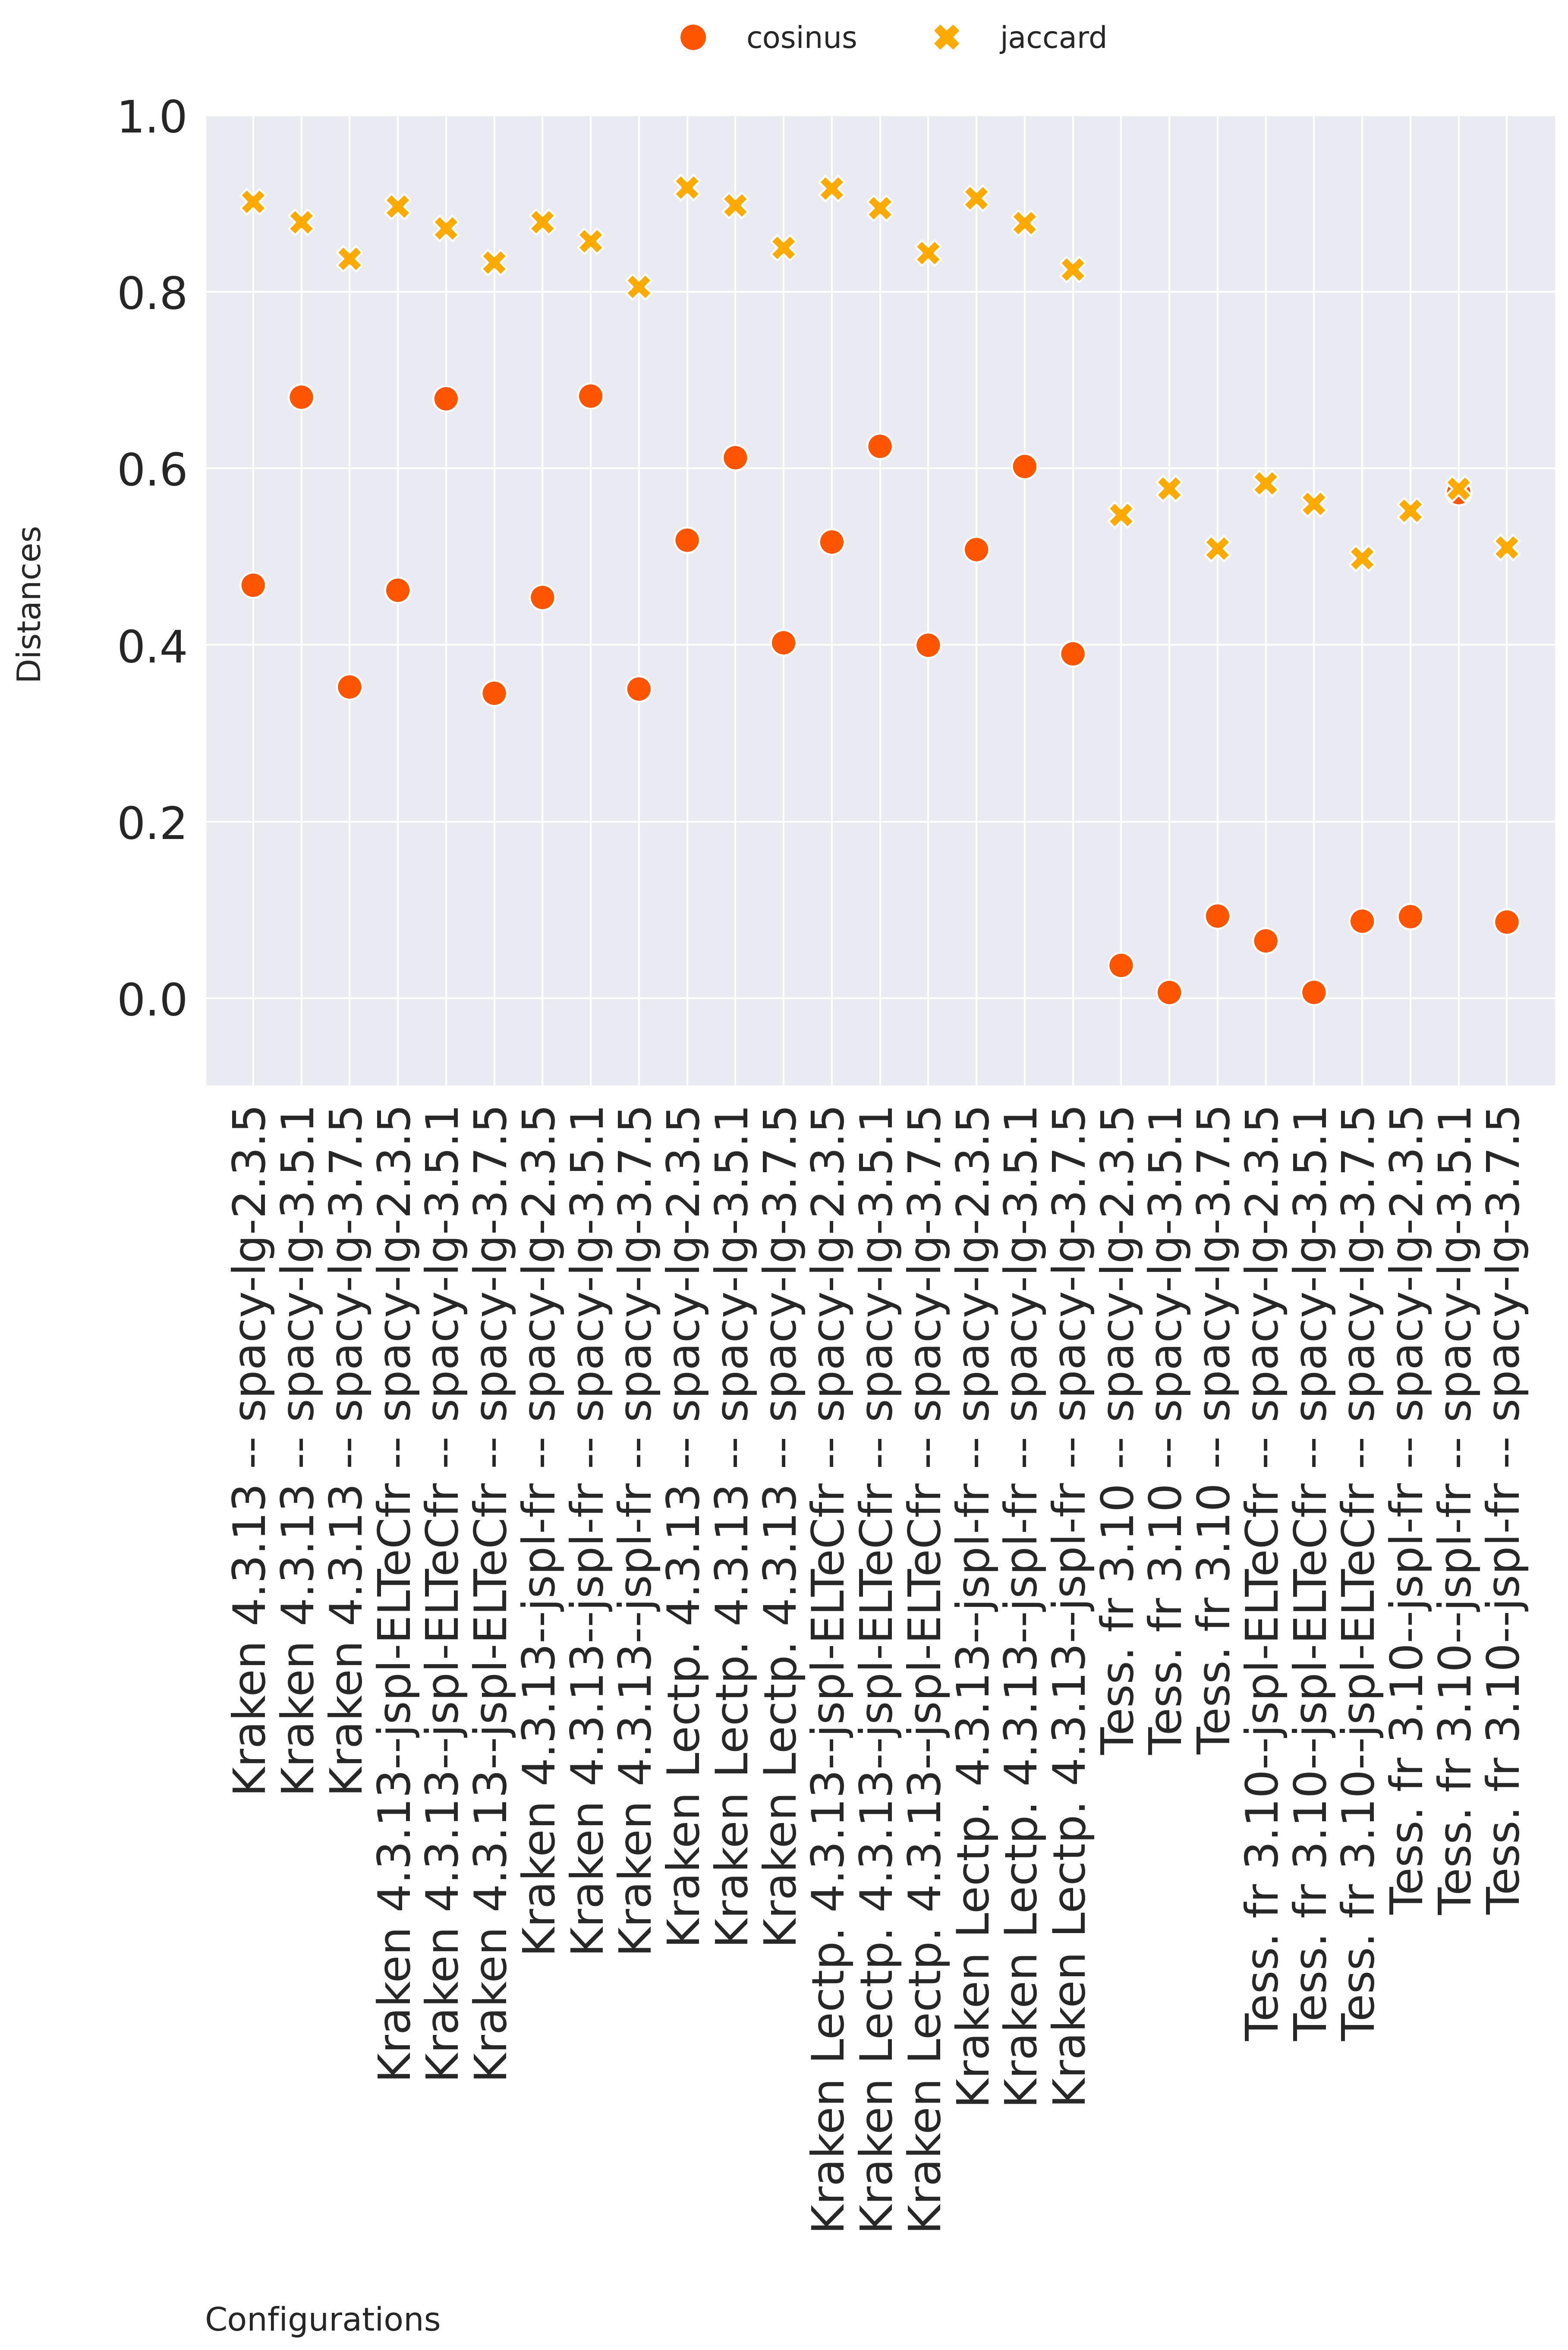 cosinus jaccard
1.0
0.8
0.6
0.4
0.2
0.0
Distances
Kraken 4.3.13 -- spacy-lg-2.3.5
Kraken 4.3.13 -- spacy-lg-3.5.1
Kraken 4.3.13 -- spacy-lg-3.7.5
Kraken 4.3.13--jspl-ELTeCfr -- spacy-lg-2.3.5
Kraken 4.3.13--jspl-ELTeCfr -- spacy-lg-3.5.1
Kraken 4.3.13--jspl-ELTeCfr -- spacy-lg-3.7.5
Kraken 4.3.13--jspl-fr -- spacy-lg-2.3.5
Kraken 4.3.13--jspl-fr -- spacy-lg-3.5.1
Kraken 4.3.13--jspl-fr -- spacy-lg-3.7.5
Kraken Lectp. 4.3.13 -- spacy-lg-2.3.5
Kraken Lectp. 4.3.13 -- spacy-lg-3.5.1
Kraken Lectp. 4.3.13 -- spacy-lg-3.7.5
Kraken Lectp. 4.3.13--jspl-ELTeCfr -- spacy-lg-2.3.5
Kraken Lectp. 4.3.13--jspl-ELTeCfr -- spacy-lg-3.5.1
Kraken Lectp. 4.3.13--jspl-ELTeCfr -- spacy-lg-3.7.5
Kraken Lectp. 4.3.13--jspl-fr -- spacy-lg-2.3.5
Kraken Lectp. 4.3.13--jspl-fr -- spacy-lg-3.5.1
Kraken Lectp. 4.3.13--jspl-fr -- spacy-lg-3.7.5
Tess. fr 3.10 -- spacy-lg-2.3.5
Tess. fr 3.10 -- spacy-lg-3.5.1
Tess. fr 3.10 -- spacy-lg-3.7.5
Tess. fr 3.10--jspl-ELTeCfr -- spacy-lg-2.3.5
Tess. fr 3.10--jspl-ELTeCfr -- spacy-lg-3.5.1
Tess. fr 3.10--jspl-ELTeCfr -- spacy-lg-3.7.5
Tess. fr 3.10--jspl-fr -- spacy-lg-2.3.5
Tess. fr 3.10--jspl-fr -- spacy-lg-3.5.1
Tess. fr 3.10--jspl-fr -- spacy-lg-3.7.5
Configurations